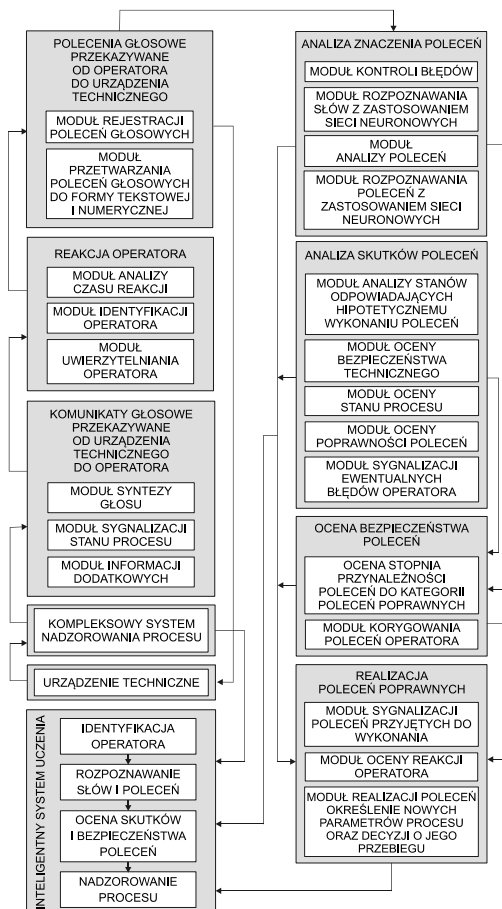 POLECENIA GŁOSOWE
PRZEKAZYWANE
OD OPERATORA
DO URZĄDZENIA
TECHNICZNEGO
MODUŁ REJESTRACJI
POLECEŃ GŁOSOWYCH
MODUŁ
PRZETWARZANIA
POLECEŃ GŁOSOWYCH
DO FORMY TEKSTOWEJ
I NUMERYCZNEJ
REAKCJA OPERATORA
MODUŁ ANALIZY
CZASU REAKCJI
MODUŁ IDENTYFIKACJI
OPERATORA
MODUŁ
UWIERZYTELNIANIA
OPERATORA
KOMUNIKATY GŁOSOWE
PRZEKAZYWANE
OD URZĄDZENIA
TECHNICZNEGO
DO OPERATORA
MODUŁ SYNTEZY
GŁOSU
MODUŁ SYGNALIZACJI
STANU PROCESU
MODUŁ INFORMACJI
DODATKOWYCH
KOMPLEKSOWY SYSTEM
NADZOROWANIA PROCESU
URZĄDZENIE TECHNICZNE
INTELIGENTNY SYSTEM UCZENIA
IDENTYFIKACJA
OPERATORA
ROZPOZNAWANIE
SŁÓW I POLECEŃ
OCENA SKUTKÓW
I BEZPIECZEŃSTWA
POLECEŃ
NADZOROWANIE
PROCESU
ANALIZA ZNACZENIA POLECEŃ
MODUŁ KONTROLI BŁĘDÓW
MODUŁ ROZPOZNAWANIA
SŁÓW Z ZASTOSOWANIEM
SIECI NEURONOWYCH
MODUŁ
ANALIZY POLECEŃ
MODUŁ ROZPOZNAWANIA
POLECEŃ Z
ZASTOSOWANIEM SIECI
NEURONOWYCH
ANALIZA SKUTKÓW POLECEŃ
MODUŁ ANALIZY STANÓW
ODPOWIADAJĄCYCH
HIPOTETYCZNEMU
WYKONANIU POLECEŃ
MODUŁ OCENY
BEZPIECZEŃSTWA
TECHNICZNEGO
MODUŁ OCENY
STANU PROCESU
MODUŁ OCENY
POPRAWNOŚCI POLECEŃ
MODUŁ SYGNALIZACJI
EWENTUALNYCH
BŁĘDÓW OPERATORA
OCENA BEZPIECZEŃSTWA
POLECEŃ
OCENA STOPNIA
PRZYNALEŻNOŚCI
POLECEŃ DO KATEGORII
POLECEŃ POPRAWNYCH
MODUŁ KORYGOWANIA
POLECEŃ OPERATORA
REALIZACJA
POLECEŃ POPRAWNYCH
MODUŁ SYGNALIZACJI
POLECEŃ PRZYJĘTYCH DO
WYKONANIA
MODUŁ OCENY REAKCJI
OPERATORA
MODUŁ REALIZACJI POLECEŃ
OKREŚLENIE NOWYCH
PARAMETRÓW PROCESU
ORAZ DECYZJI O JEGO
PRZEBIEGU